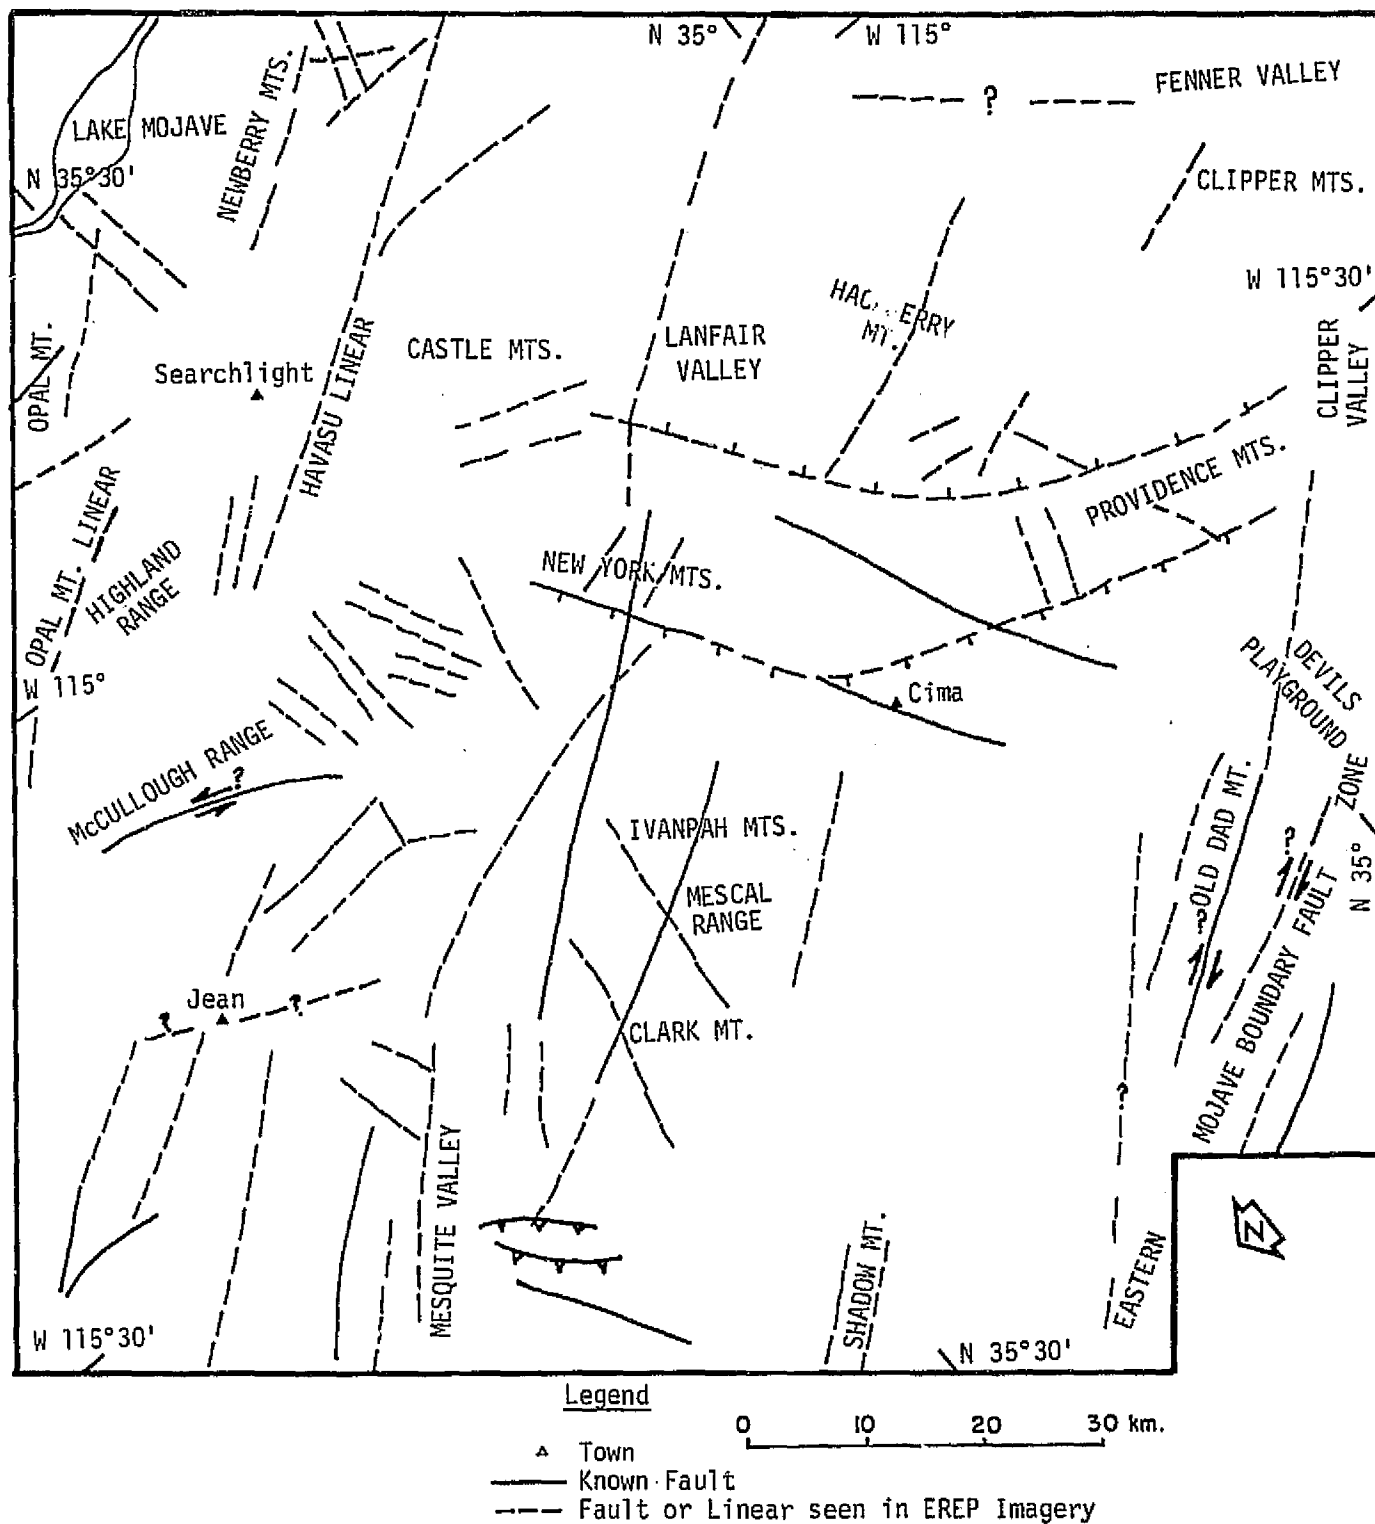 N 35°
W 115°
FENNER VALLEY
?
LAKE MOJAVE
NEWBERRY MTS.
N 35°30'
CLIPPER MTS.
W 115°30'
OPAL MT.
Searchlight
HAVASU LINEAR
CASTLE MTS.
LANFAIR
VALLEY
MT.
CLIPPER
VALLEY
PROVIDENCE MTS.
OPAL MT. LINEAR
HIGHLAND
RANGE
NEW YORK MTS.
W 115°
Cima
DEVILS
PLAYGROUND
McCULLOUGH RANGE
?
IVANPAH MTS.
MESCAL
RANGE
OLD DAD MT.
?
?
N 35°
Jean
?
?
CLARK MT.
EASTERN MOJAVE BOUNDARY FAULT ZONE
?
MESQUITE VALLEY
SHADOW MT.
N
W 115°30'
N 35°30'
Legend
0 10 20 30 km.
Town
Known Fault
Fault or Linear seen in EREP Imagery